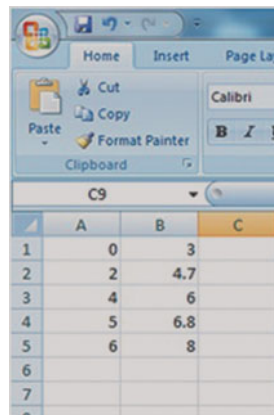 Home Insert Page La
Cut
Copy
Format Painter
Paste
Calibri
B I
Clipboard
C9
A B C
1 0 3
2 2 4.7
3 4 6
4 5 6.8
5 6 8
6
7